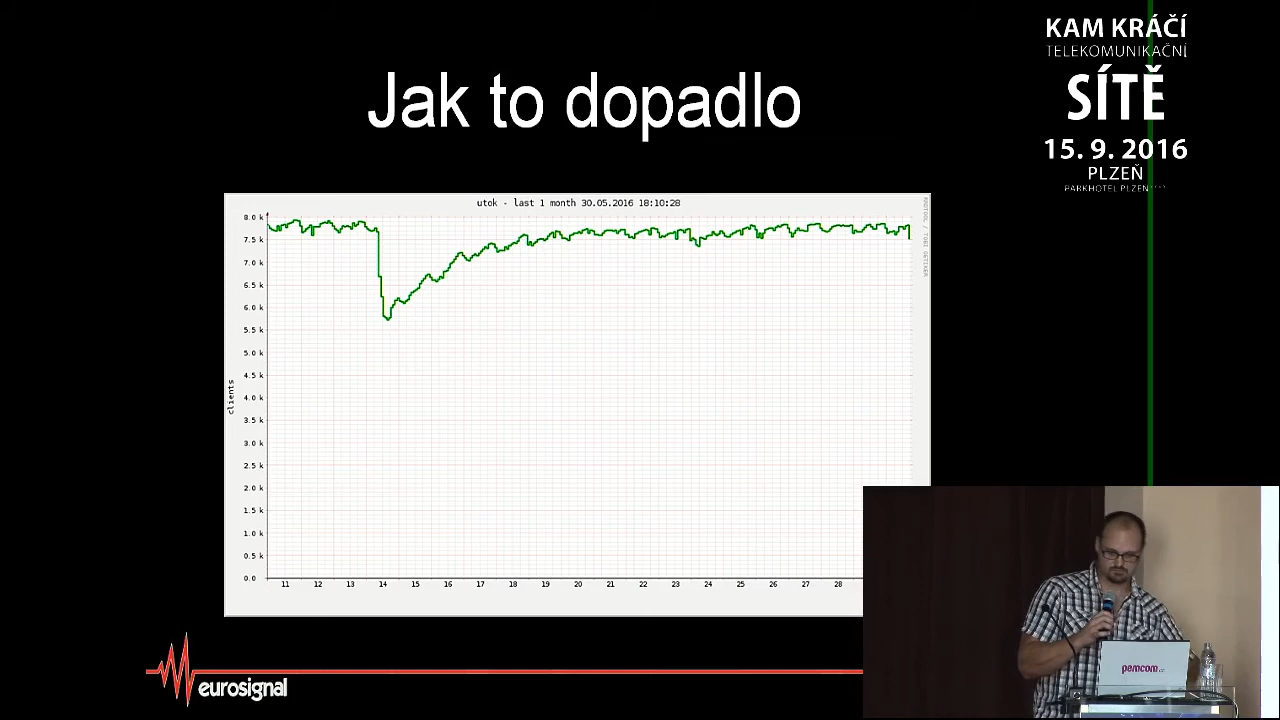 KAM KRÁČÍ
TELEKOMUNIKAČNÍ
SÍTĚ
15. 9. 2016
PLZEŇ
PARKHOTEL PLZEŇ****
Jak to dopadlo
utok - last 1 month 30.05.2016 18:10:28
RRDTOOL / TOBI OETIKER
8.0 k
7.5 k
7.0 k
6.5 k
6.0 k
5.5 k
5.0 k
4.5 k
4.0 k
3.5 k
3.0 k
2.5 k
2.0 k
1.5 k
1.0 k
0.5 k
0.0
clients
11 12 13 14 15 16 17 18 19 20 21 22 23 24 25 26 27 28
eurosignal
pemcom.cz